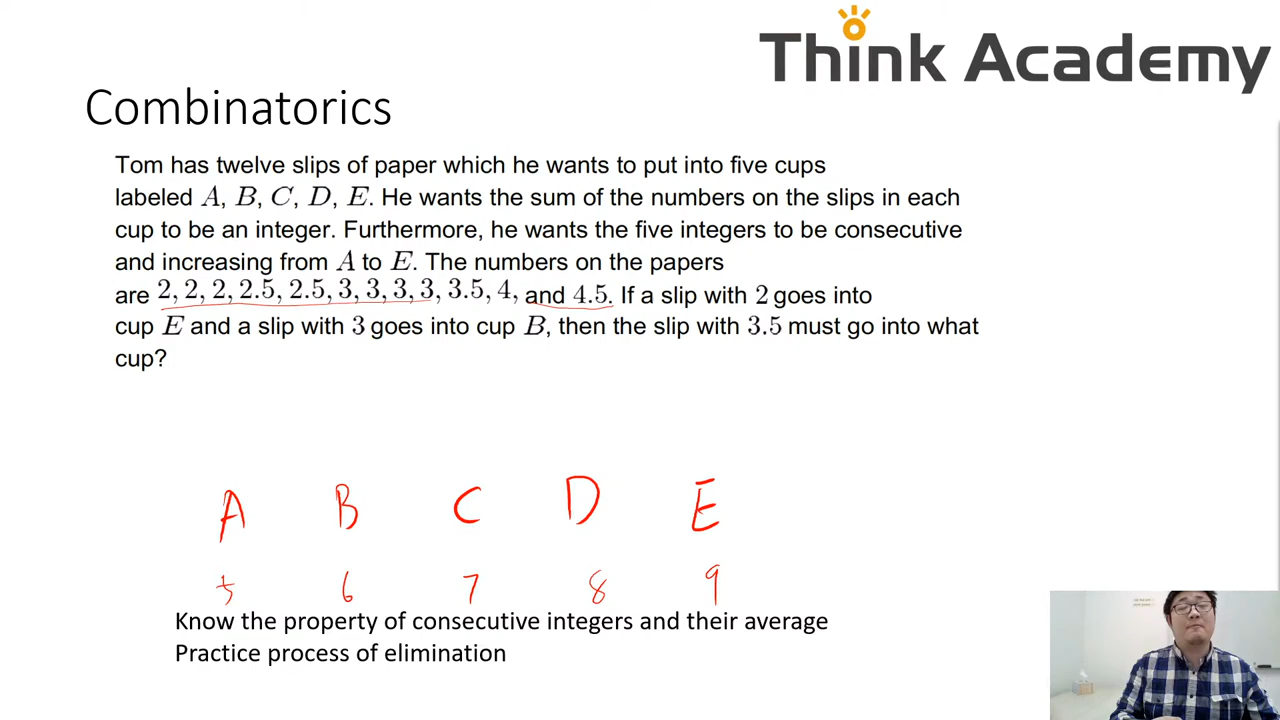 Think Academy
Combinatorics
Tom has twelve slips of paper which he wants to put into five cups
labeled A, B, C, D, E. He wants the sum of the numbers on the slips in each
cup to be an integer. Furthermore, he wants the five integers to be consecutive
and increasing from A to E. The numbers on the papers
are 2, 2, 2, 2.5, 2.5, 3, 3, 3, 3, 3.5, 4, and 4.5. If a slip with 2 goes into
cup E and a slip with 3 goes into cup B, then the slip with 3.5 must go into what
cup?
A B C D E
5 6 7 8 9
Know the property of consecutive integers and their average
Practice process of elimination